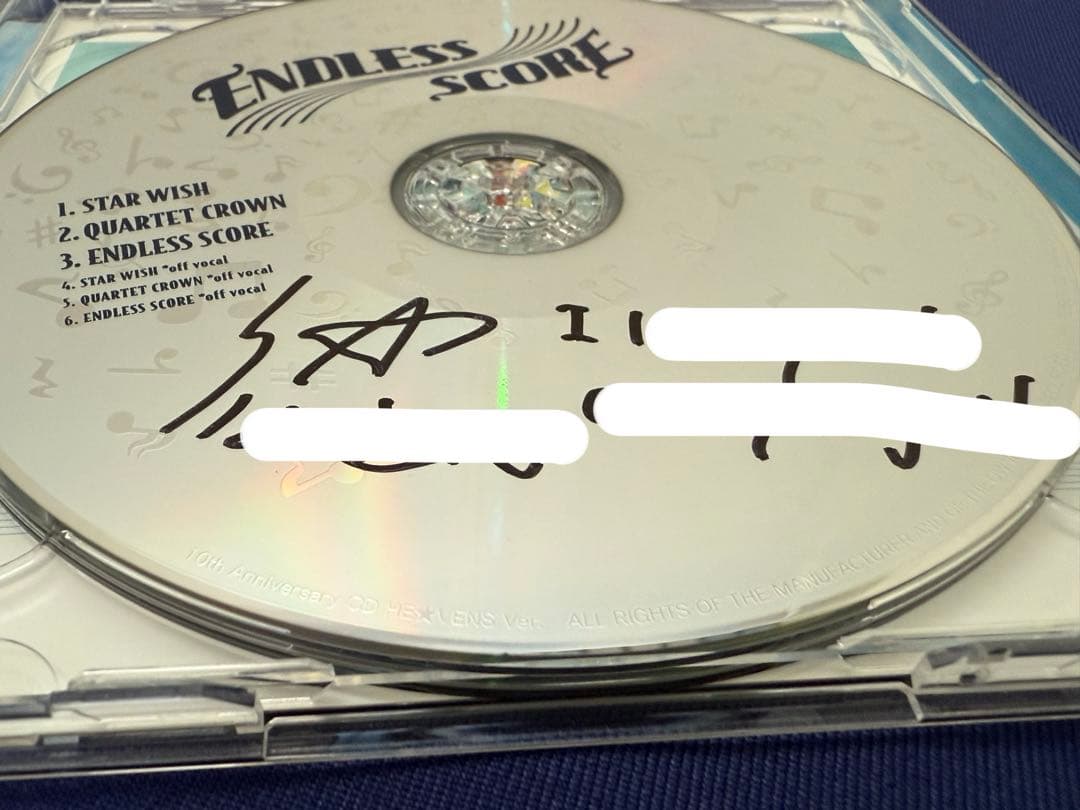 ENDLESS
SCORE
1. STAR WISH
2. QUARTET CROWN
3. ENDLESS SCORE
4. STAR WISH *off vocal
5. QUARTET CROWN *off vocal
6. ENDLESS SCORE *off vocal
I
10th Anniversary CD HE★VENS Ver. ALL RIGHTS OF THE MANUFACTURER AND OF THE